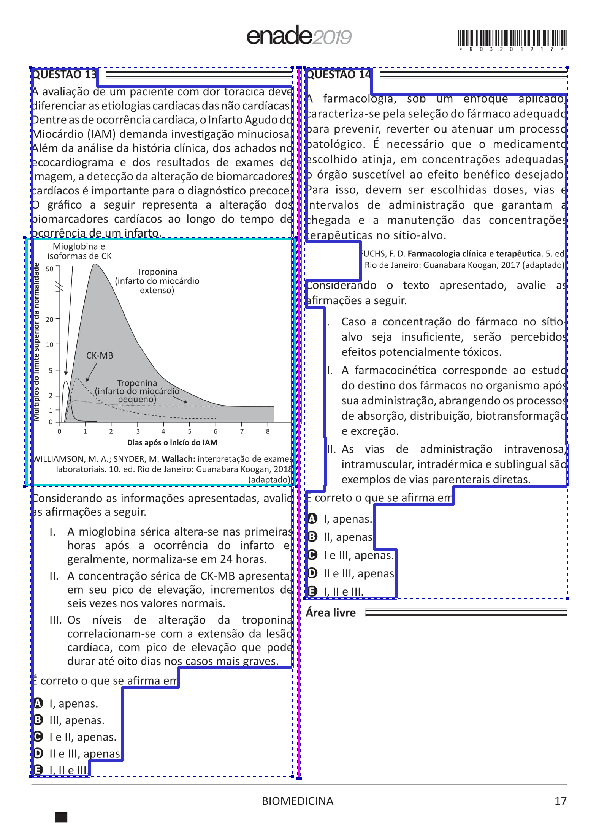 enade2019
QUESTÃO 13
A avaliação de um paciente com dor torácica deve
diferenciar as etiologias cardíacas das não cardíacas.
Dentre as de ocorrência cardíaca, o Infarto Agudo do
Miocárdio (IAM) demanda investigação minuciosa.
Além da análise da história clínica, dos achados no
ecocardiograma e dos resultados de exames de
imagem, a detecção da alteração de biomarcadores
cardíacos é importante para o diagnóstico precoce.
O gráfico a seguir representa a alteração dos
biomarcadores cardíacos ao longo do tempo de
ocorrência de um infarto.
Múltiplos do limite superior da normalidade
Mioglobina e
isoformas de CK
50
20
10
5
2
1
0
Troponina
(infarto do miocárdio
extenso)
CK-MB
Troponina
(infarto do miocárdio
pequeno)
0 1 2 3 4 5 6 7 8
Dias após o início do IAM
WILLIAMSON, M. A.; SNYDER, M. Wallach: interpretação de exames
laboratoriais. 10. ed. Rio de Janeiro: Guanabara Koogan, 2018
(adaptado).
Considerando as informações apresentadas, avalie
as afirmações a seguir.
I. A mioglobina sérica altera-se nas primeiras
horas após a ocorrência do infarto e,
geralmente, normaliza-se em 24 horas.
II. A concentração sérica de CK-MB apresenta,
em seu pico de elevação, incrementos de
seis vezes nos valores normais.
III. Os níveis de alteração da troponina
correlacionam-se com a extensão da lesão
cardíaca, com pico de elevação que pode
durar até oito dias nos casos mais graves.
É correto o que se afirma em
A I, apenas.
B III, apenas.
C I e II, apenas.
D II e III, apenas.
E I, II e III.
QUESTÃO 14
A farmacologia, sob um enfoque aplicado,
caracteriza-se pela seleção do fármaco adequado
para prevenir, reverter ou atenuar um processo
patológico. É necessário que o medicamento
escolhido atinja, em concentrações adequadas,
o órgão suscetível ao efeito benéfico desejado.
Para isso, devem ser escolhidas doses, vias e
intervalos de administração que garantam a
chegada e a manutenção das concentrações
terapêuticas no sítio-alvo.
FUCHS, F. D. Farmacologia clínica e terapêutica. 5. ed.
Rio de Janeiro: Guanabara Koogan, 2017 (adaptado).
Considerando o texto apresentado, avalie as
afirmações a seguir.
I. Caso a concentração do fármaco no sítio-
alvo seja insuficiente, serão percebidos
efeitos potencialmente tóxicos.
II. A farmacocinética corresponde ao estudo
do destino dos fármacos no organismo após
sua administração, abrangendo os processos
de absorção, distribuição, biotransformação
e excreção.
III. As vias de administração intravenosa,
intramuscular, intradérmica e sublingual são
exemplos de vias parenterais diretas.
É correto o que se afirma em
A I, apenas.
B II, apenas.
C I e III, apenas.
D II e III, apenas.
E I, II e III.
Área livre
BIOMEDICINA
17